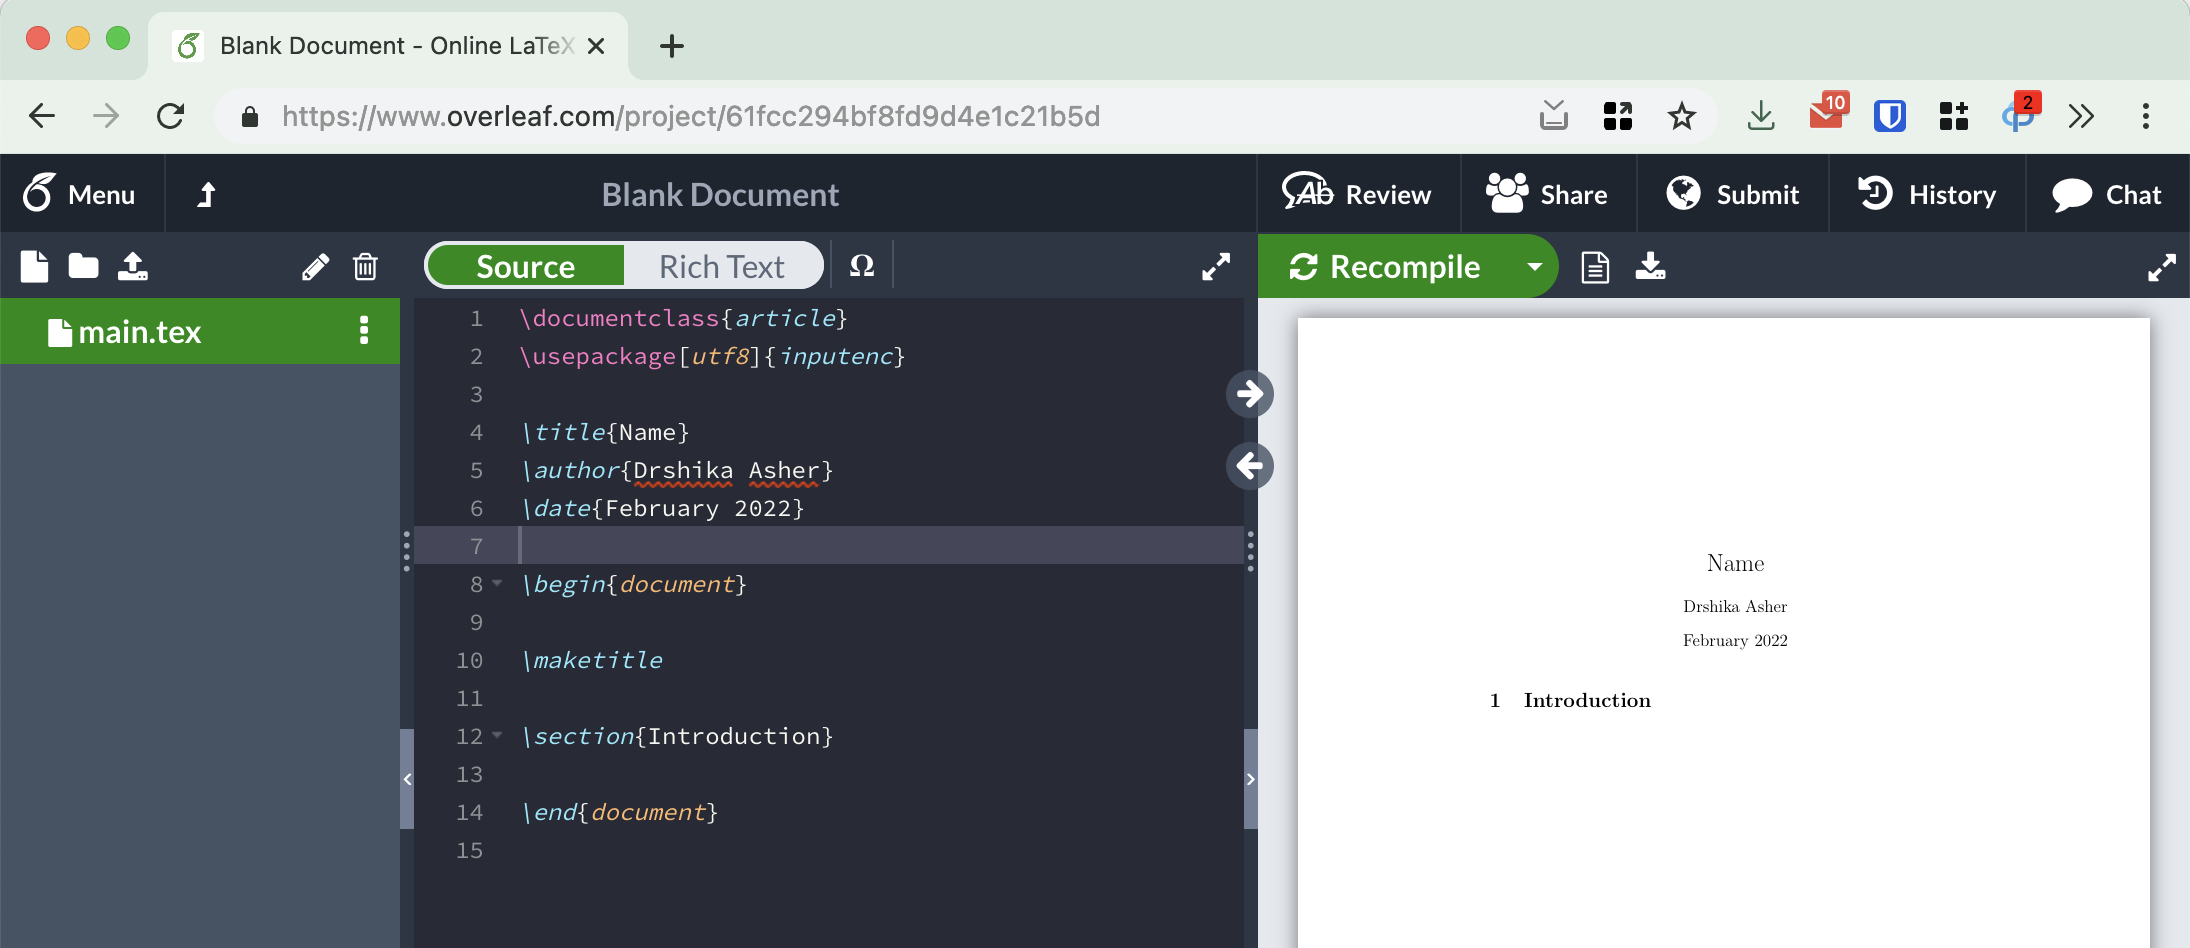 Blank Document - Online LaTeX
https://www.overleaf.com/project/61fcc294bf8fd9d4e1c21b5d
10
2
Menu
Blank Document
Review
Share
Submit
History
Chat
Source
Rich Text
Ω
Recompile
main.tex
1 \documentclass{article}
2 \usepackage[utf8]{inputenc}
3
4 \title{Name}
5 \author{Drshika Asher}
6 \date{February 2022}
7
8 \begin{document}
9
10 \maketitle
11
12 \section{Introduction}
13
14 \end{document}
15
Name
Drshika Asher
February 2022
1 Introduction